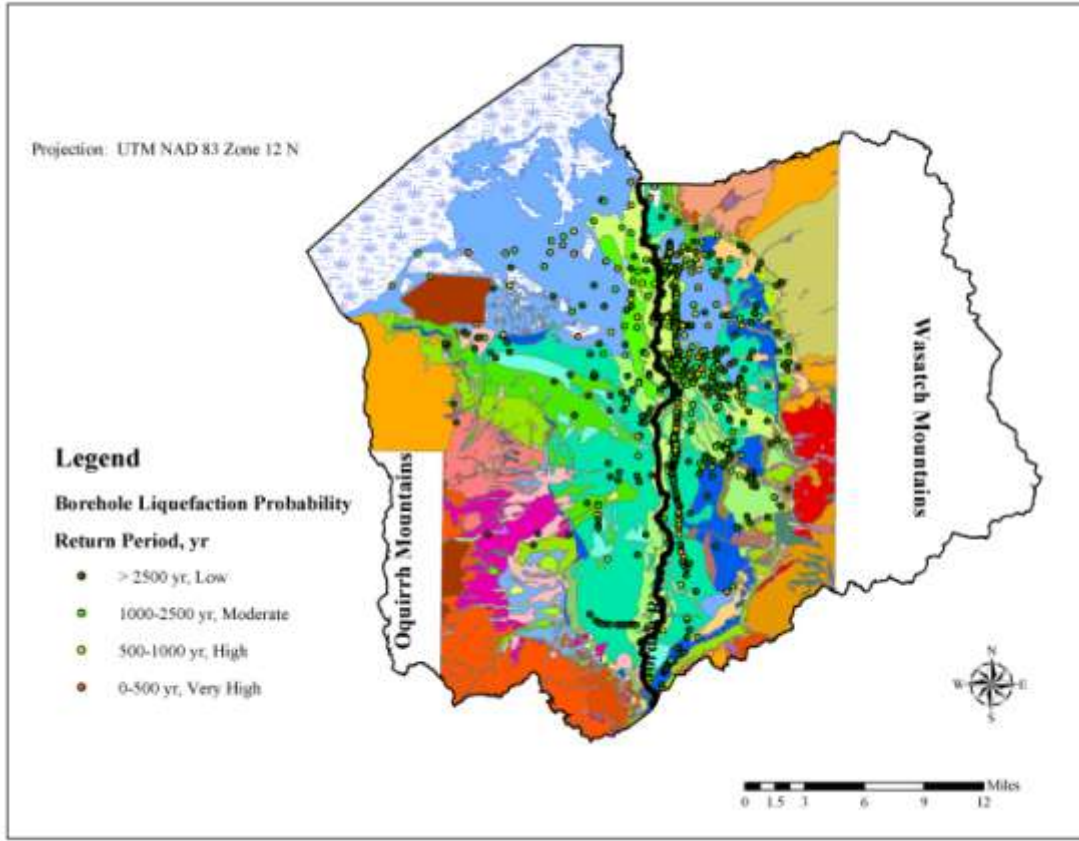 Projection: UTM NAD 83 Zone 12 N
Legend
Borehole Liquefaction Probability
Return Period, yr
> 2500 yr, Low
1000-2500 yr, Moderate
500-1000 yr, High
0-500 yr, Very High
Oquirrh Mountains
Wasatch Mountains
N
W E
S
Miles
0 1.5 3 6 9 12